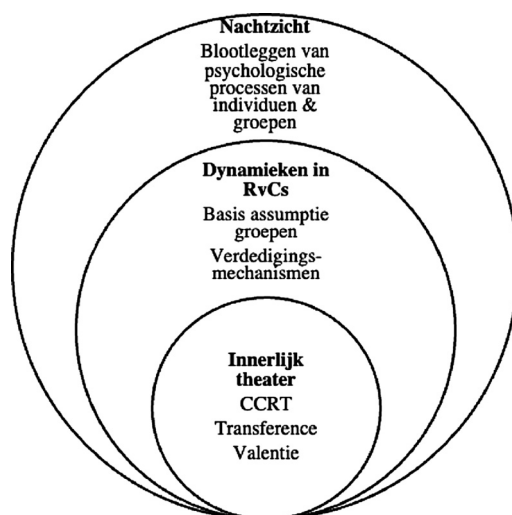 Nachtzicht
Blootleggen van
psychologische
processen van
individuen &
groepen
Dynamieken in
RvCs
Basis assumptie
groepen
Verdedigings-
mechanismen
Innerlijk
theater
CCRT
Transference
Valentie